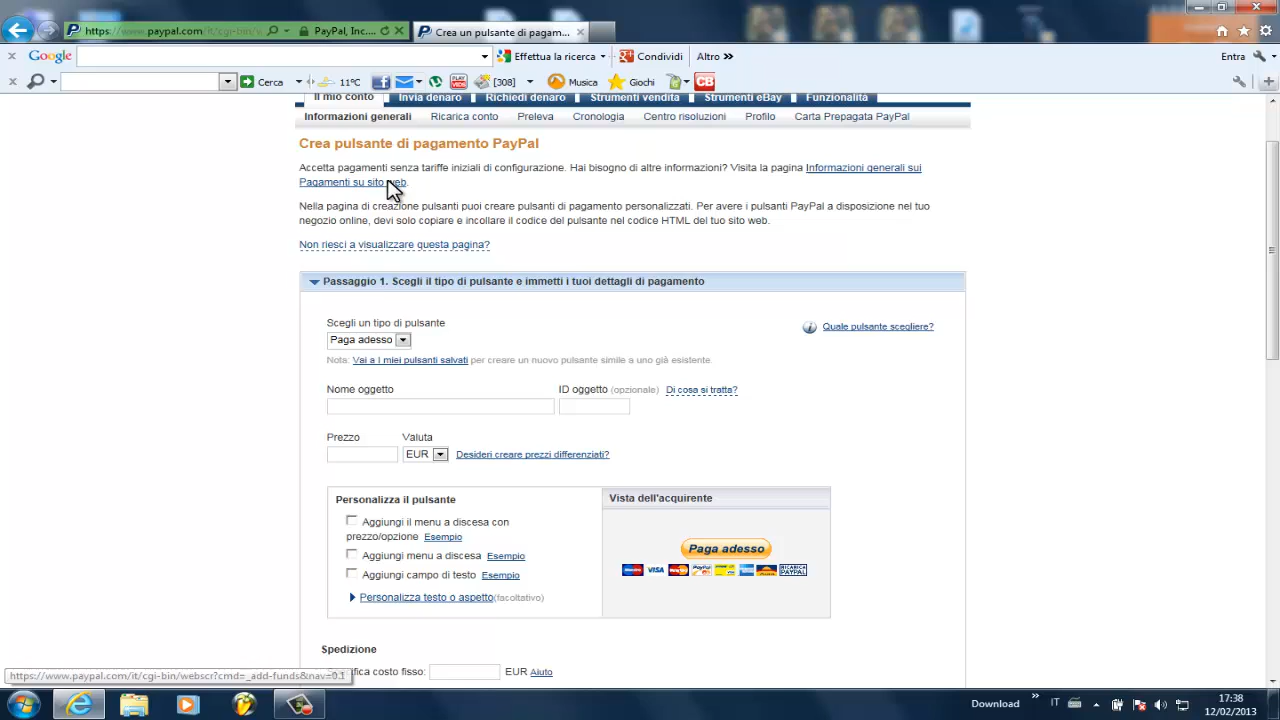 https://www.paypal.com/it/cgi-bin/
PayPal, Inc....
Crea un pulsante di pagam...
Google
Effettua la ricerca
Condividi
Altro »
Entra
Cerca
11°C
[308]
Musica
Giochi
CB
Il mio conto
Invia denaro
Richiedi denaro
Strumenti vendita
Strumenti eBay
Funzionalità
Informazioni generali
Ricarica conto
Preleva
Cronologia
Centro risoluzioni
Profilo
Carta Prepagata PayPal
Crea pulsante di pagamento PayPal
Accetta pagamenti senza tariffe iniziali di configurazione. Hai bisogno di altre informazioni? Visita la pagina Informazioni generali sui
Pagamenti su sito web.
Nella pagina di creazione pulsanti puoi creare pulsanti di pagamento personalizzati. Per avere i pulsanti PayPal a disposizione nel tuo
negozio online, devi solo copiare e incollare il codice del pulsante nel codice HTML del tuo sito web.
Non riesci a visualizzare questa pagina?
Passaggio 1. Scegli il tipo di pulsante e immetti i tuoi dettagli di pagamento
Scegli un tipo di pulsante
Paga adesso
Quale pulsante scegliere?
Nota: Vai a I miei pulsanti salvati per creare un nuovo pulsante simile a uno già esistente.
Nome oggetto
ID oggetto (opzionale)
Di cosa si tratta?
Prezzo
Valuta
EUR
Desideri creare prezzi differenziati?
Personalizza il pulsante
Vista dell'acquirente
Aggiungi il menu a discesa con
prezzo/opzione Esempio
Aggiungi menu a discesa Esempio
Aggiungi campo di testo Esempio
Personalizza testo o aspetto(facoltativo)
Paga adesso
VISA
Spedizione
costo fisso:
EUR Aiuto
https://www.paypal.com/it/cgi-bin/webscr?cmd=_add-funds&nav=0.1
Download
IT
17:38
12/02/2013